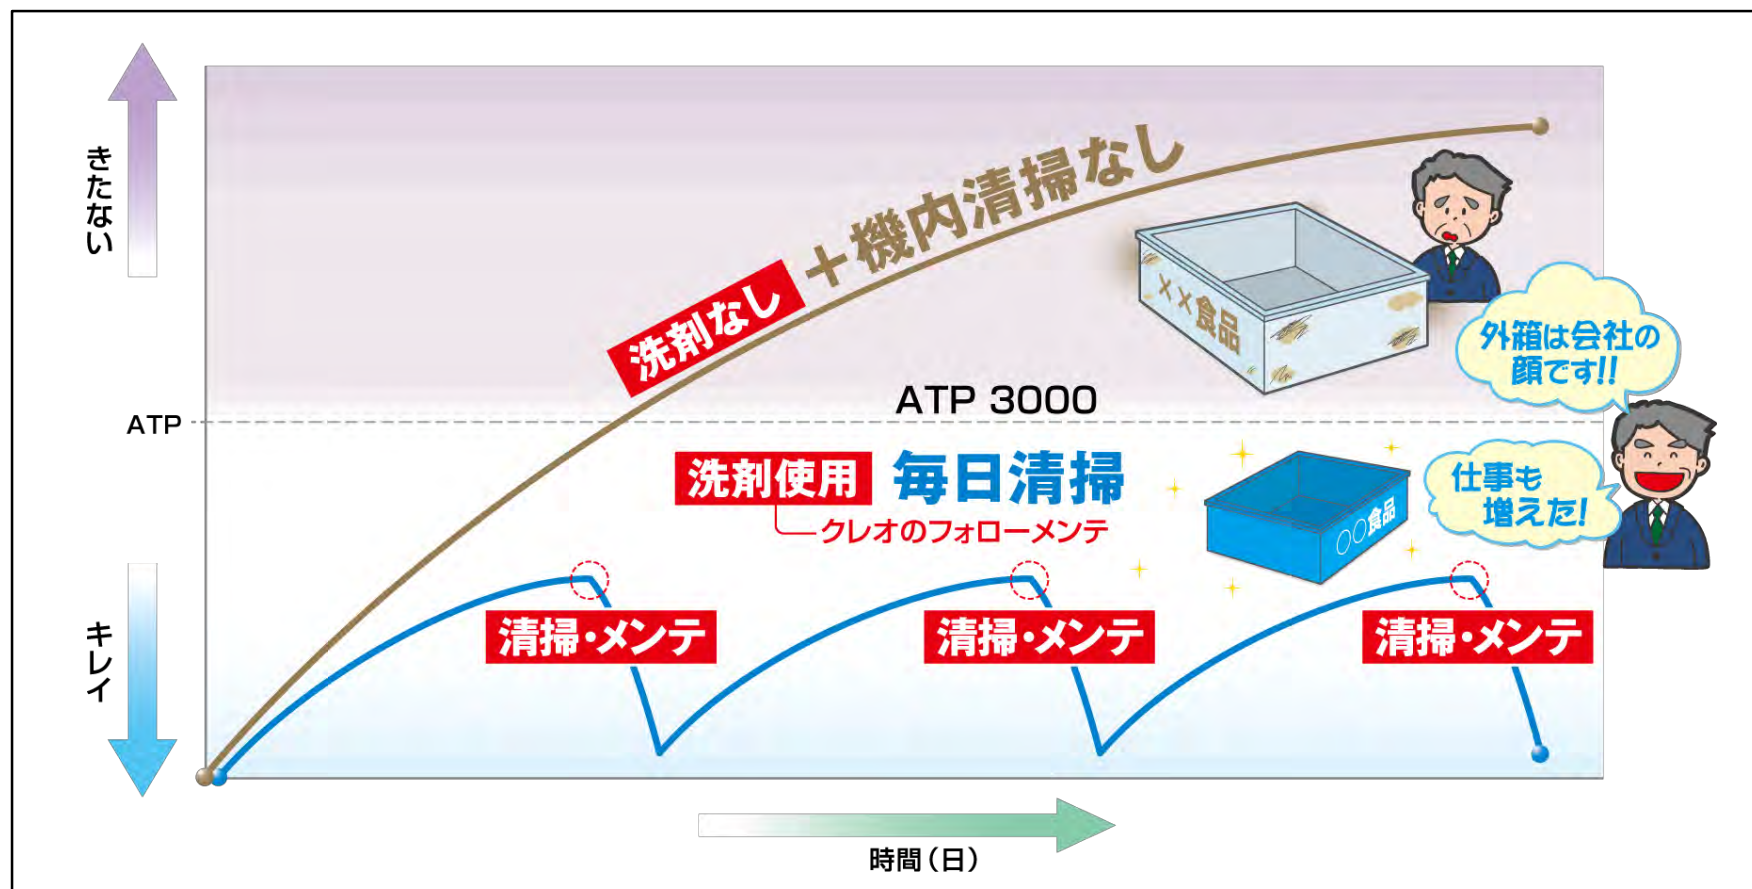 きたない
洗剤なし +機内清掃なし
××食品
外箱は会社の
顔です!!
ATP
ATP 3000
洗剤使用 毎日清掃
クレオのフォローメンテ
○○食品
仕事も
増えた!
キレイ
清掃・メンテ
清掃・メンテ
清掃・メンテ
時間(日)